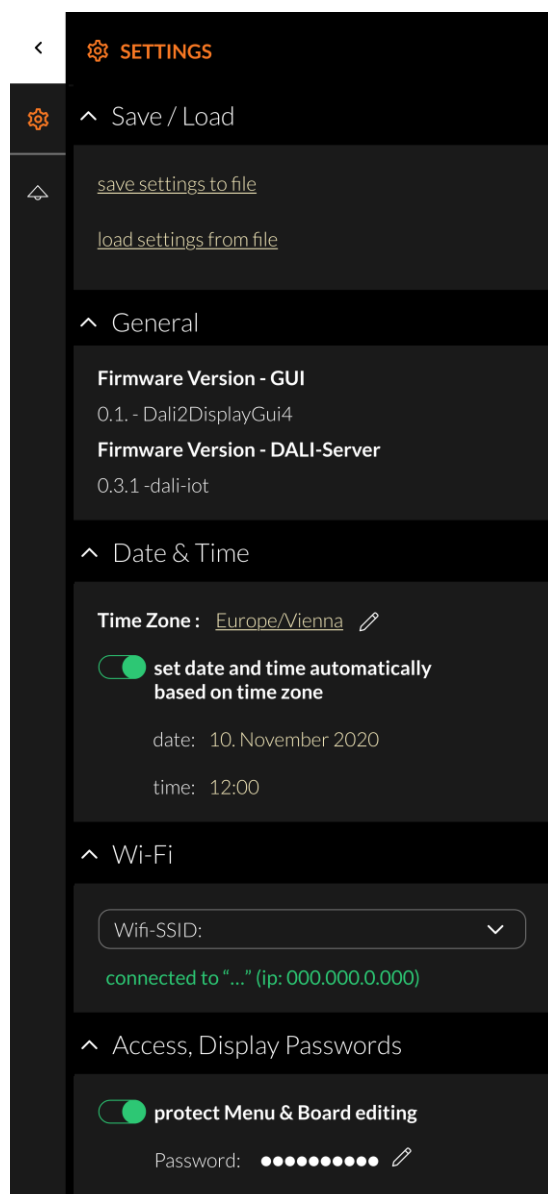 SETTINGS
Save / Load
save settings to file
load settings from file
General
Firmware Version - GUI
0.1. - Dali2DisplayGui4
Firmware Version - DALI-Server
0.3.1 -dali-iot
Date & Time
Time Zone : Europe/Vienna
set date and time automatically
based on time zone
date: 10. November 2020
time: 12:00
Wi-Fi
Wifi-SSID:
connected to “...” (ip: 000.000.0.000)
Access, Display Passwords
protect Menu & Board editing
Password: ●●●●●●●●●●